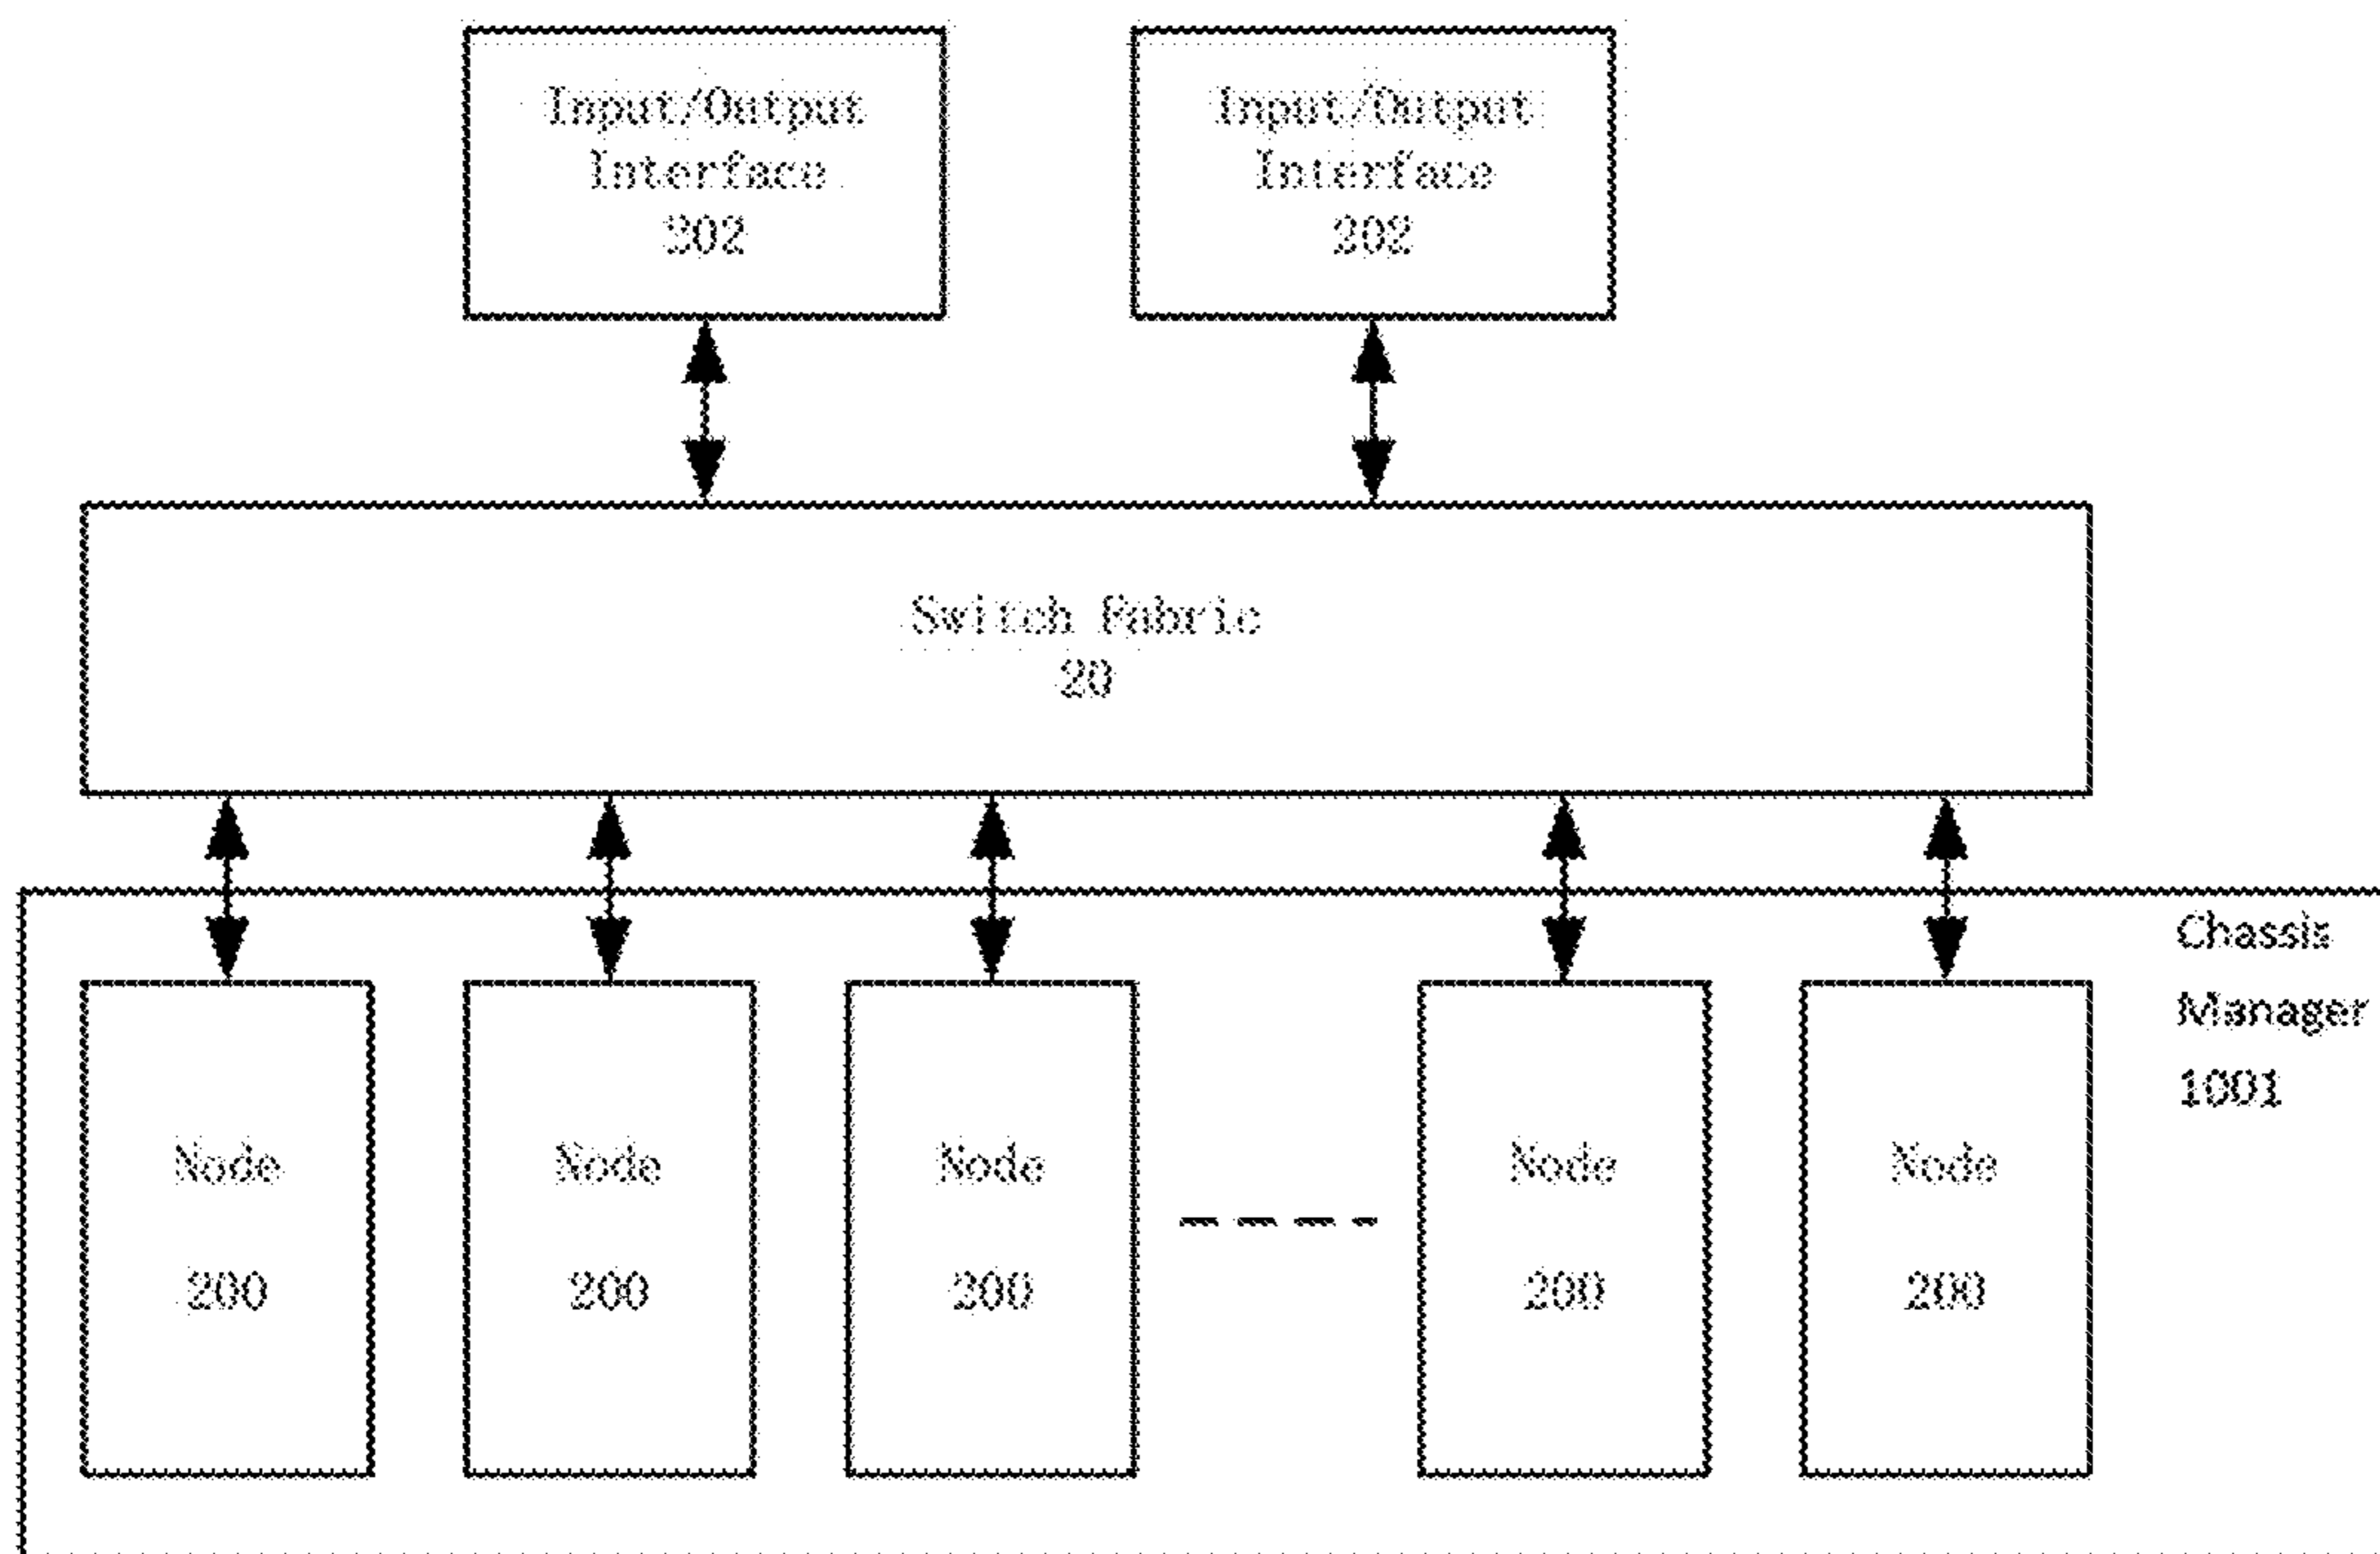 Input/Output
Interface
202
Input/Output
Interface
202
Switch Fabric
20
Chassis
Manager
1001
Node
200
Node
200
Node
200
Node
200
Node
200